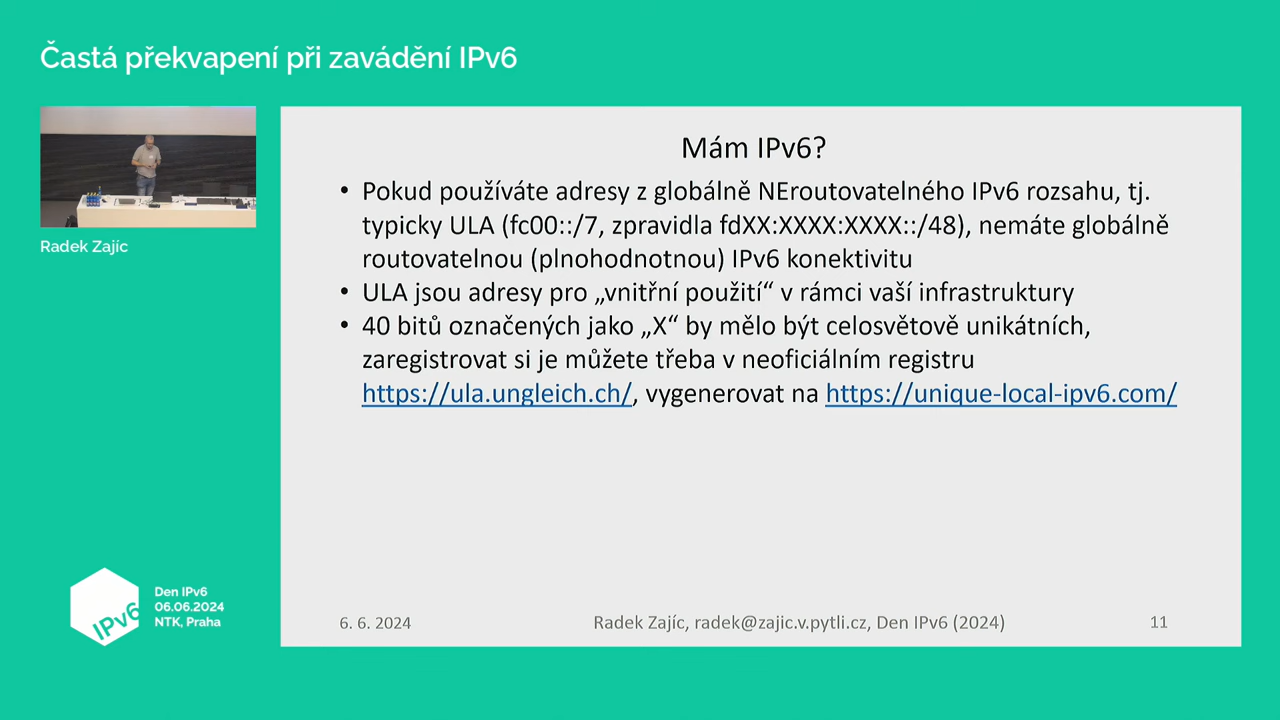 Častá překvapení při zavádění IPv6
Radek Zajíc
Mám IPv6?
• Pokud používáte adresy z globálně NEroutovatelného IPv6 rozsahu, tj.
typicky ULA (fc00::/7, zpravidla fdXX:XXXX:XXXX::/48), nemáte globálně
routovatelnou (plnohodnotnou) IPv6 konektivitu
• ULA jsou adresy pro „vnitřní použití“ v rámci vaší infrastruktury
• 40 bitů označených jako „X“ by mělo být celosvětově unikátních,
zaregistrovat si je můžete třeba v neoficiálním registru
https://ula.ungleich.ch/, vygenerovat na https://unique-local-ipv6.com/
6. 6. 2024
Radek Zajíc, radek@zajic.v.pytli.cz, Den IPv6 (2024)
11
IPv6
Den IPv6
06.06.2024
NTK, Praha